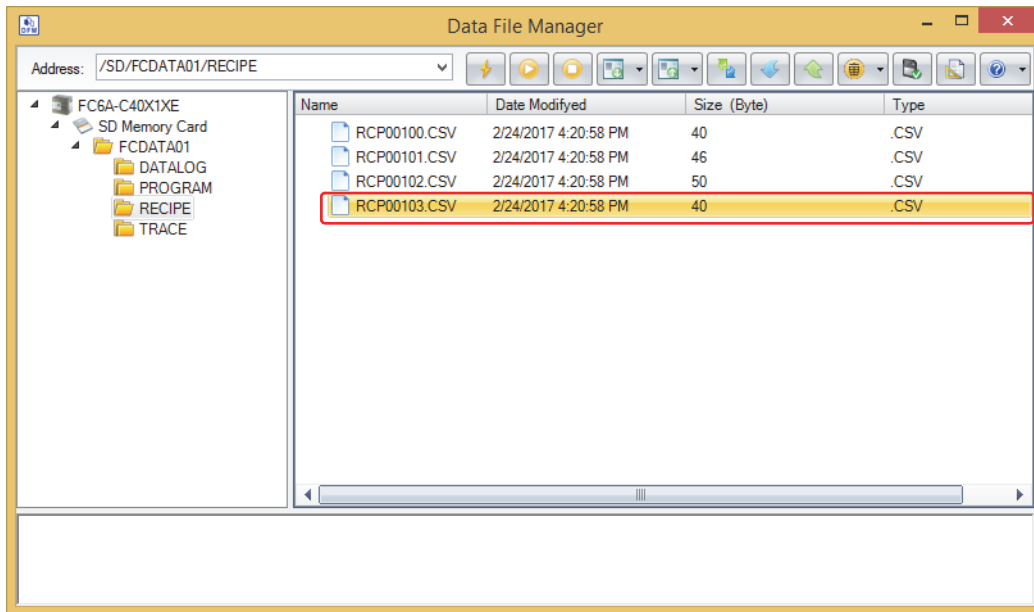 DFM
Data File Manager
Address: /SD/FCDATA01/RECIPE
FC6A-C40X1XE
SD Memory Card
FCDATA01
DATALOG
PROGRAM
RECIPE
TRACE
Name Date Modifyed Size (Byte) Type
RCP00100.CSV 2/24/2017 4:20:58 PM 40 .CSV
RCP00101.CSV 2/24/2017 4:20:58 PM 46 .CSV
RCP00102.CSV 2/24/2017 4:20:58 PM 50 .CSV
RCP00103.CSV 2/24/2017 4:20:58 PM 40 .CSV